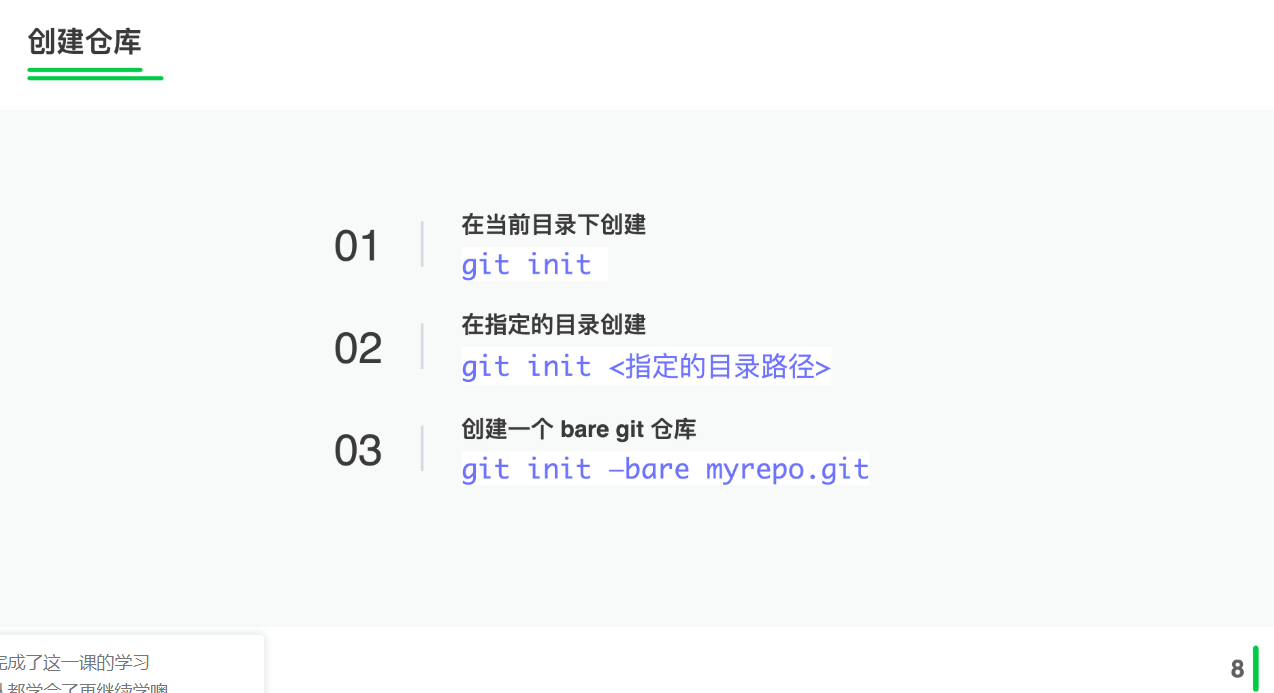 创建仓库
01
在当前目录下创建
git init
02
在指定的目录创建
git init <指定的目录路径>
03
创建一个 bare git 仓库
git init –bare myrepo.git
完成了这一课的学习
人都学会了再继续学噢
8